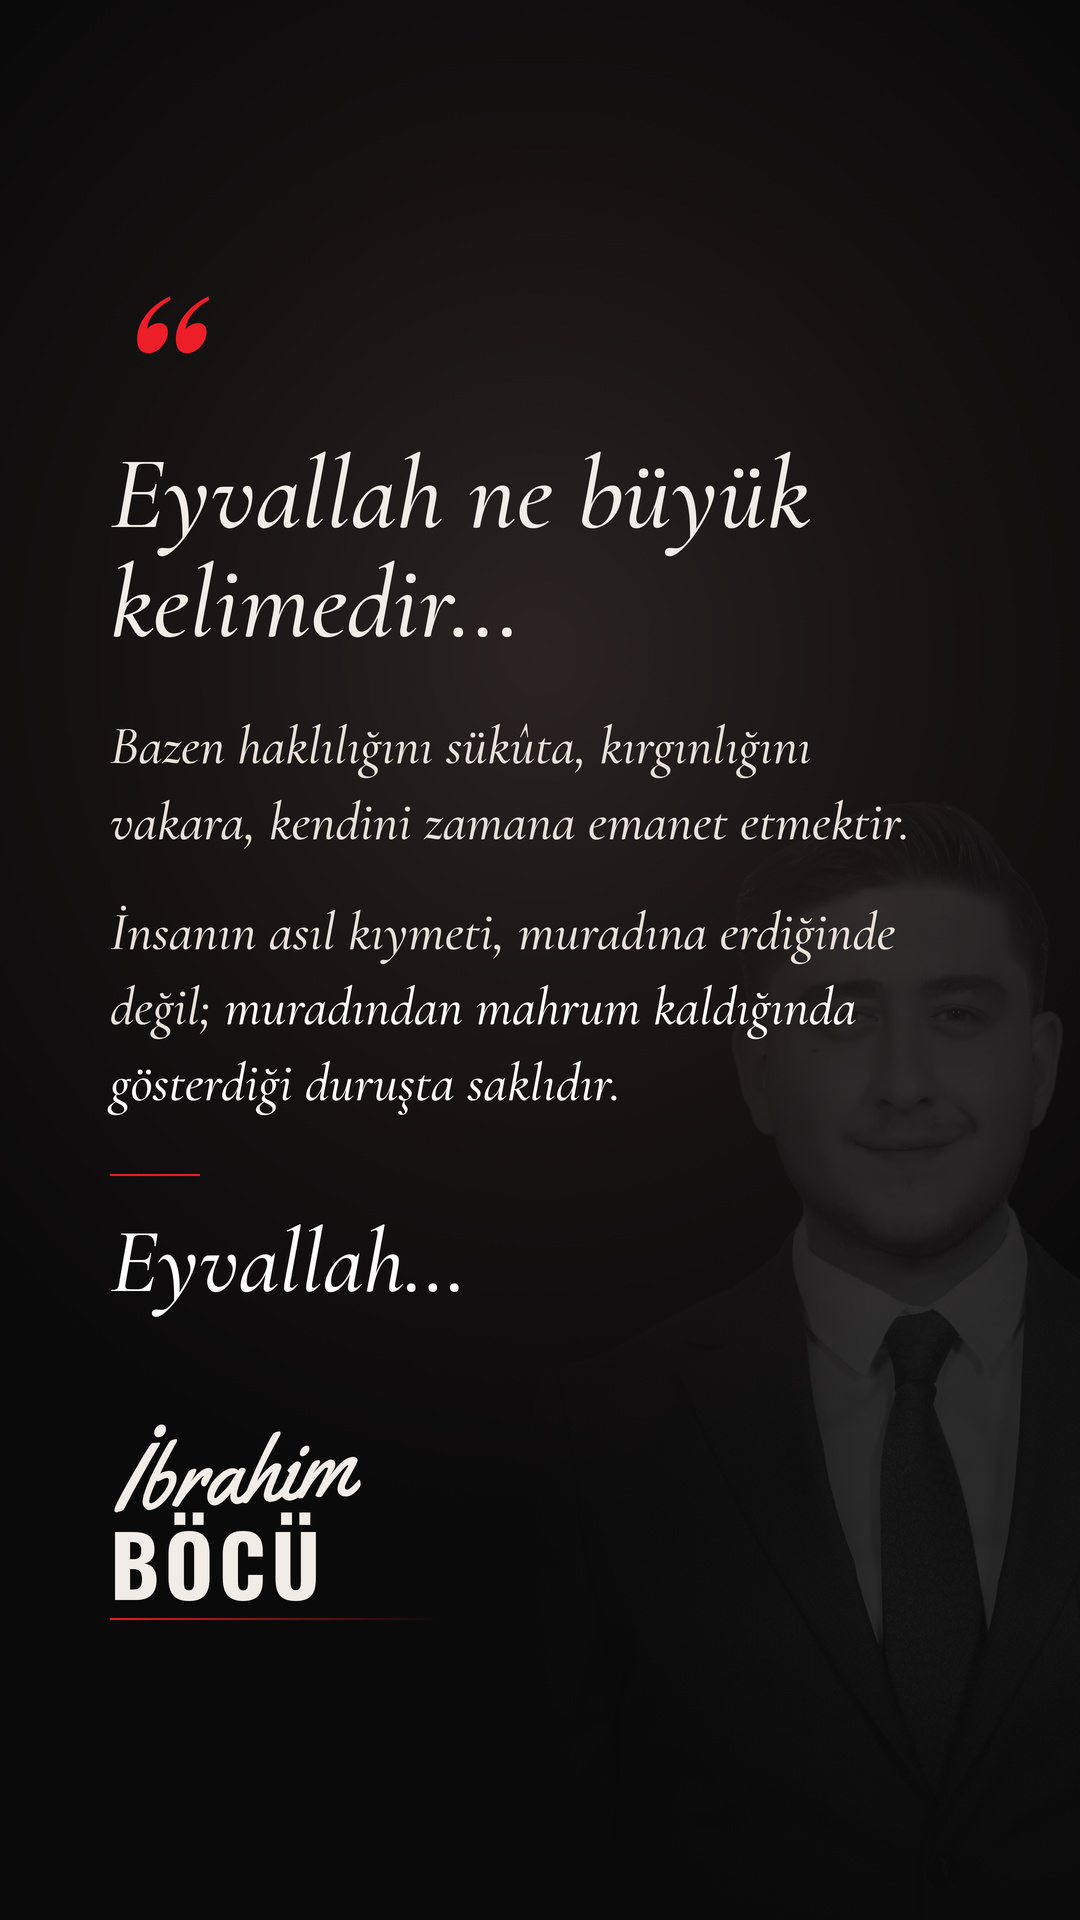 “
Eyvallah ne büyük
kelimedir...
Bazen haklılığını sükûta, kırgınlığını
vakara, kendini zamana emanet etmektir.
İnsanın asıl kıymeti, muradına erdiğinde
değil; muradından mahrum kaldığında
gösterdiği duruşta saklıdır.
Eyvallah...
İbrahim
BÖCÜ